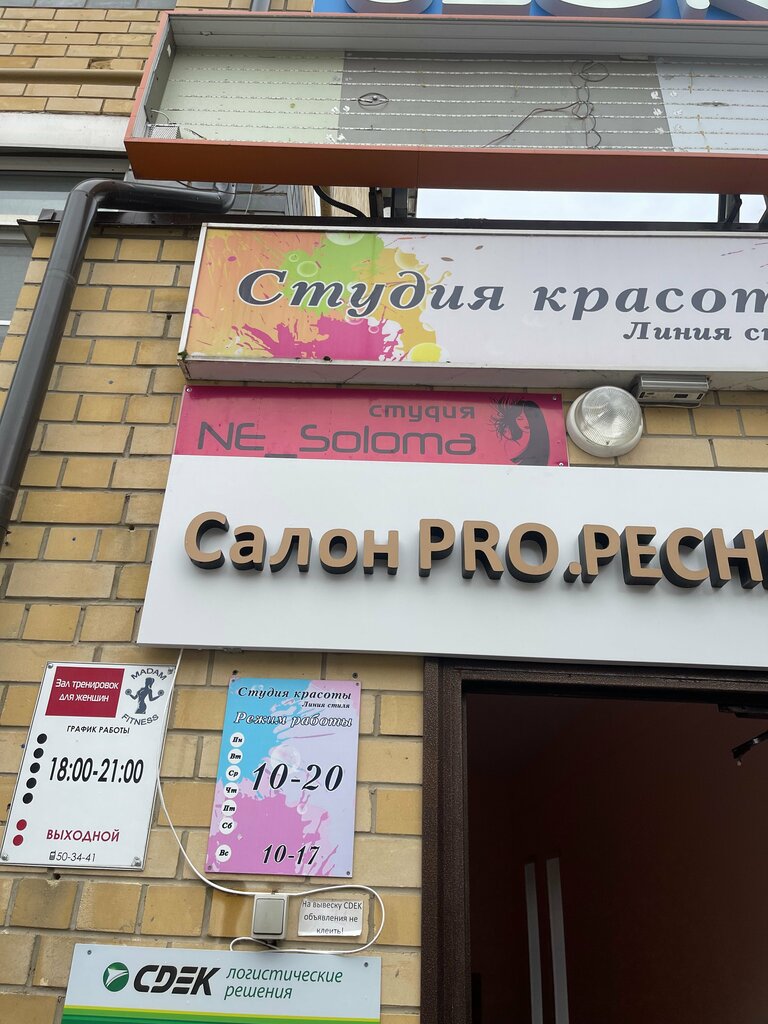 Студия красот
Линия ст
студия
NE_Soloma
Салон PRO.РЕСН
Зал тренировок
для женщин
MADAM
FITNESS
ГРАФИК РАБОТЫ
18:00-21:00
ВЫХОДНОЙ
50-34-41
Студия красоты
Линия стиля
Режим работы
Пн
Вт
Ср
Чт
Пт
Сб
10-20
Вс
10-17
На вывеску CDEK
объявления не
клеить!
CDEK логистические
решения